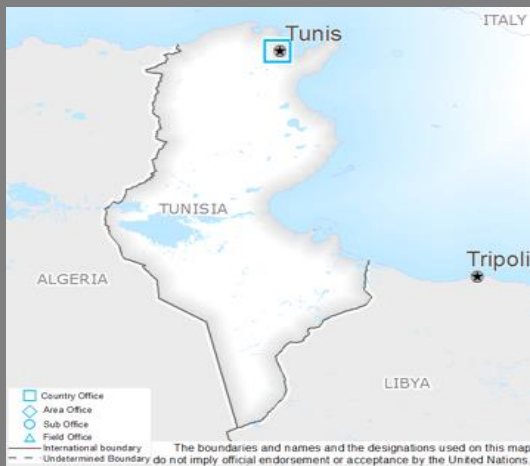 ITALY
Tunis
TUNISIA
Tripoli
ALGERIA
LIBYA
Country Office
Area Office
Sub Office
Field Office
International boundary
Undetermined Boundary
The boundaries and names and the designations used on this map
do not imply official endorsement or acceptance by the United Nations.